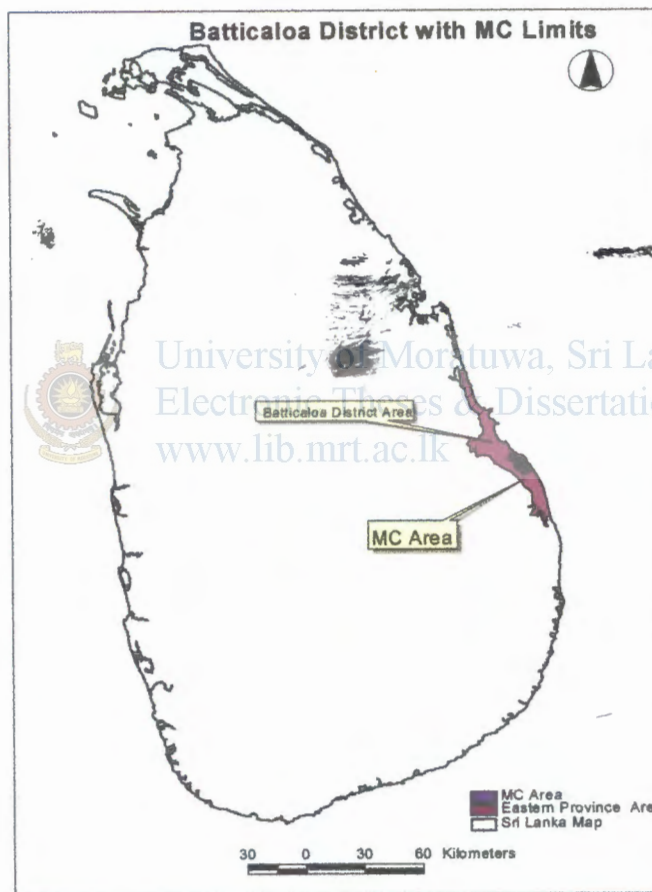 Batticaloa District with MC Limits
University of Moratuwa, Sri La
Electronic Theses & Dissertati
www.lib.mrt.ac.lk
Batticaloa District Area
MC Area
MC Area
Eastern Province Are
Sri Lanka Map
30 0 30 60 Kilometers